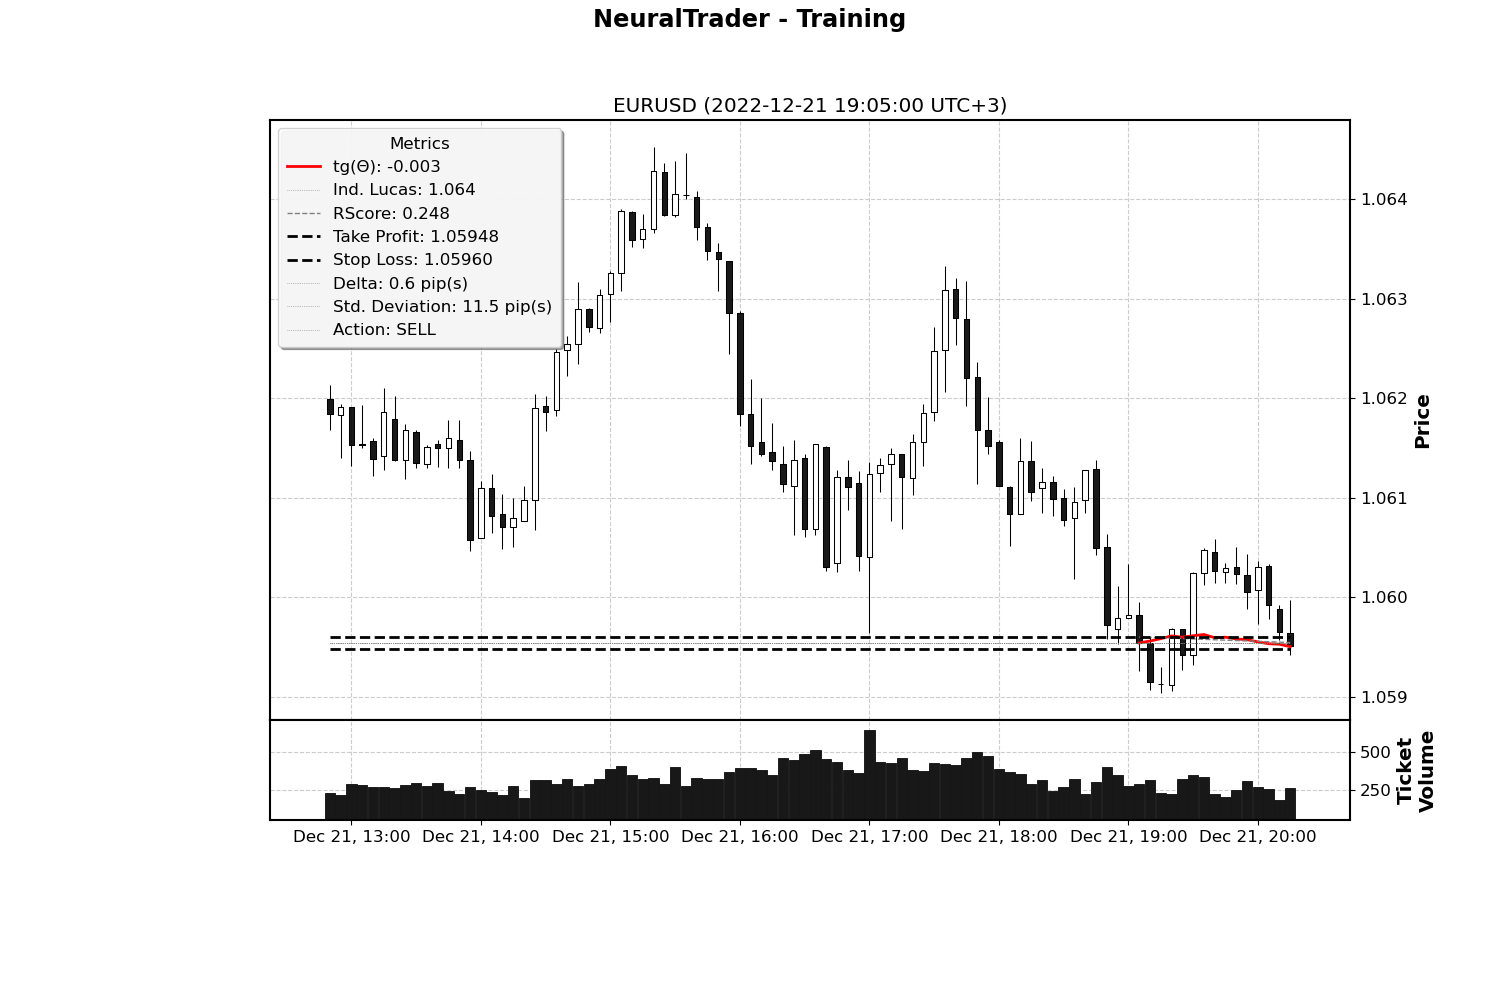 NeuralTrader - Training
EURUSD (2022-12-21 19:05:00 UTC+3)
Metrics
tg(Θ): -0.003
Ind. Lucas: 1.064
RScore: 0.248
Take Profit: 1.05948
Stop Loss: 1.05960
Delta: 0.6 pip(s)
Std. Deviation: 11.5 pip(s)
Action: SELL
1.064
1.063
1.062
1.061
1.060
1.059
Price
500
250
Ticket
Volume
Dec 21, 13:00
Dec 21, 14:00
Dec 21, 15:00
Dec 21, 16:00
Dec 21, 17:00
Dec 21, 18:00
Dec 21, 19:00
Dec 21, 20:00